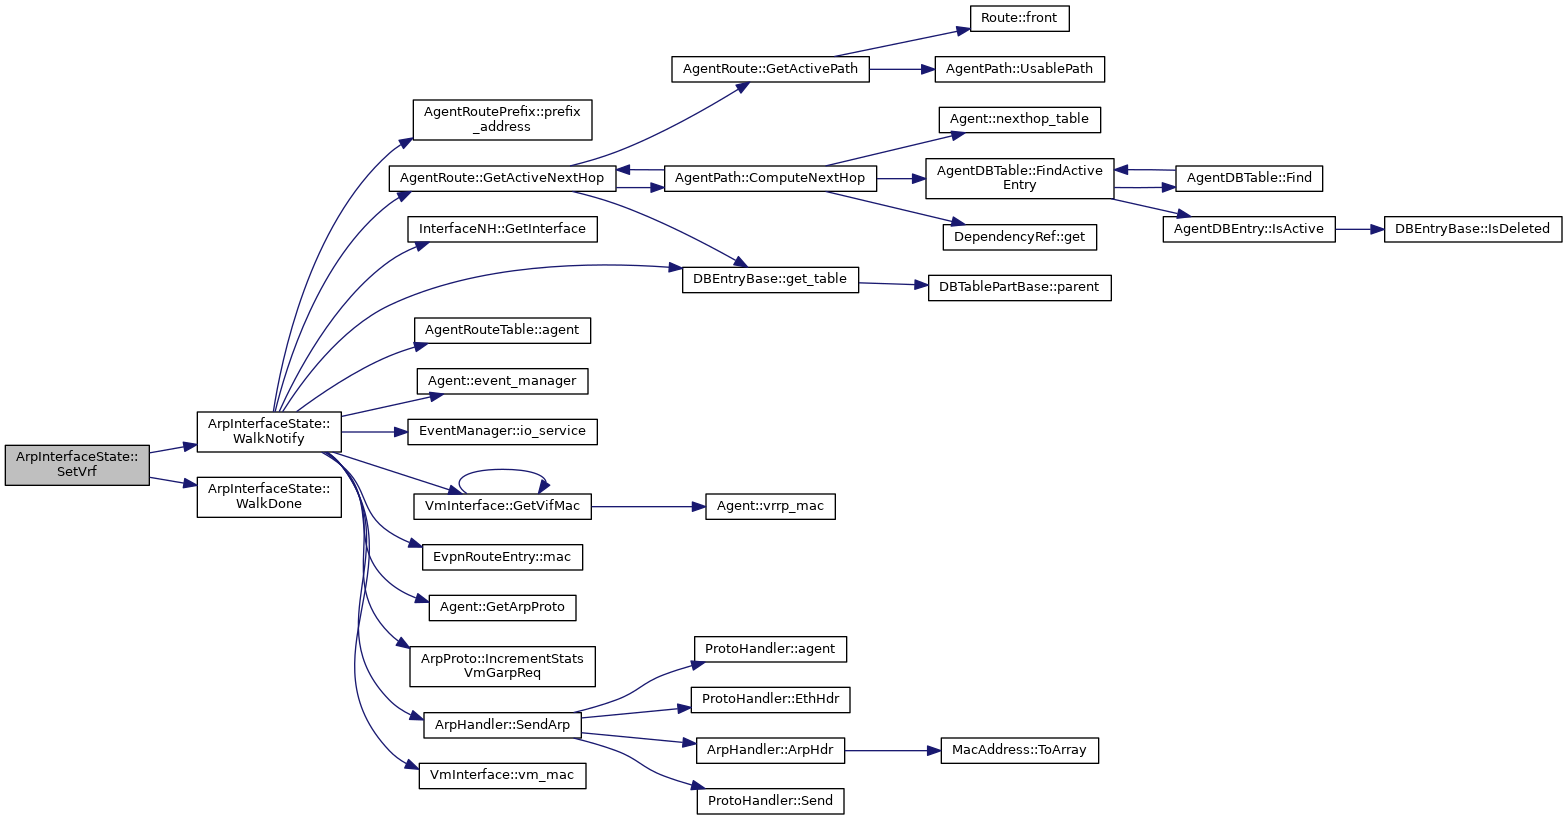 Route::front
AgentRoute::GetActivePath
AgentPath::UsablePath
AgentRoutePrefix::prefix
_address
Agent::nexthop_table
AgentRoute::GetActiveNextHop
AgentPath::ComputeNextHop
AgentDBTable::FindActive
Entry
AgentDBTable::Find
InterfaceNH::GetInterface
DependencyRef::get
AgentDBEntry::IsActive
DBEntryBase::IsDeleted
DBEntryBase::get_table
DBTablePartBase::parent
AgentRouteTable::agent
Agent::event_manager
ArpInterfaceState::
WalkNotify
EventManager::io_service
ArpInterfaceState::
SetVrf
ArpInterfaceState::
WalkDone
VmInterface::GetVifMac
Agent::vrrp_mac
EvpnRouteEntry::mac
Agent::GetArpProto
ArpProto::IncrementStats
VmGarpReq
ProtoHandler::agent
ProtoHandler::EthHdr
ArpHandler::SendArp
ArpHandler::ArpHdr
MacAddress::ToArray
VmInterface::vm_mac
ProtoHandler::Send